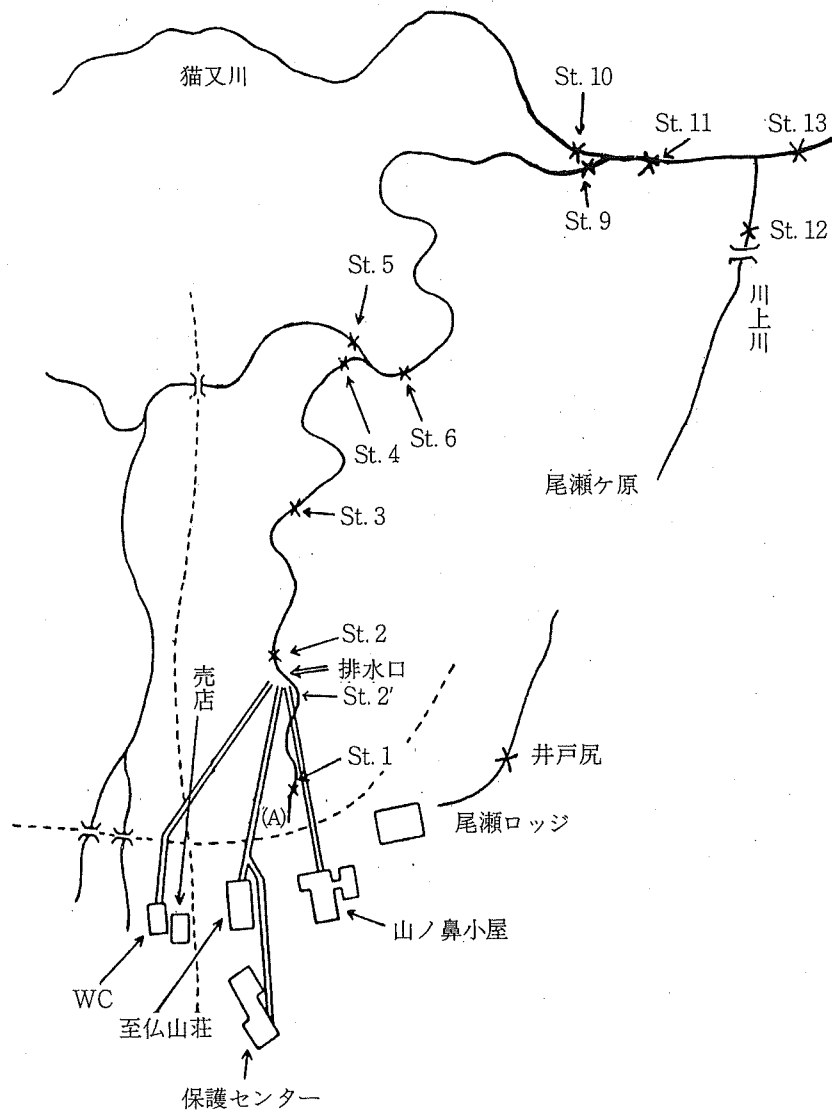 猫又川
St. 10
St. 11
St. 13
St. 9
St. 12
川上川
St. 5
St. 4
St. 6
尾瀬ケ原
St. 3
St. 2
排水口
St. 2'
売店
St. 1
(A)
井戸尻
尾瀬ロッジ
山ノ鼻小屋
WC
至仏山荘
保護センター